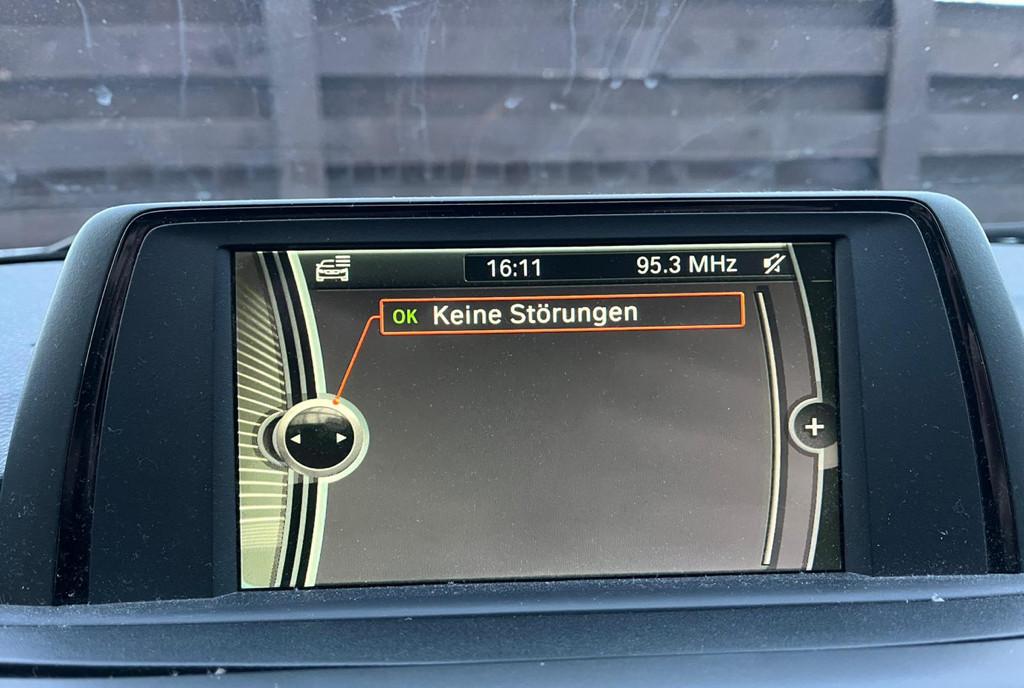 16:11 95.3 MHz
OK Keine Störungen
+